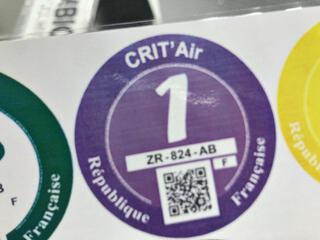 CRIT'Air
1
ZR-824-AB
F
République Française
B
F
Française